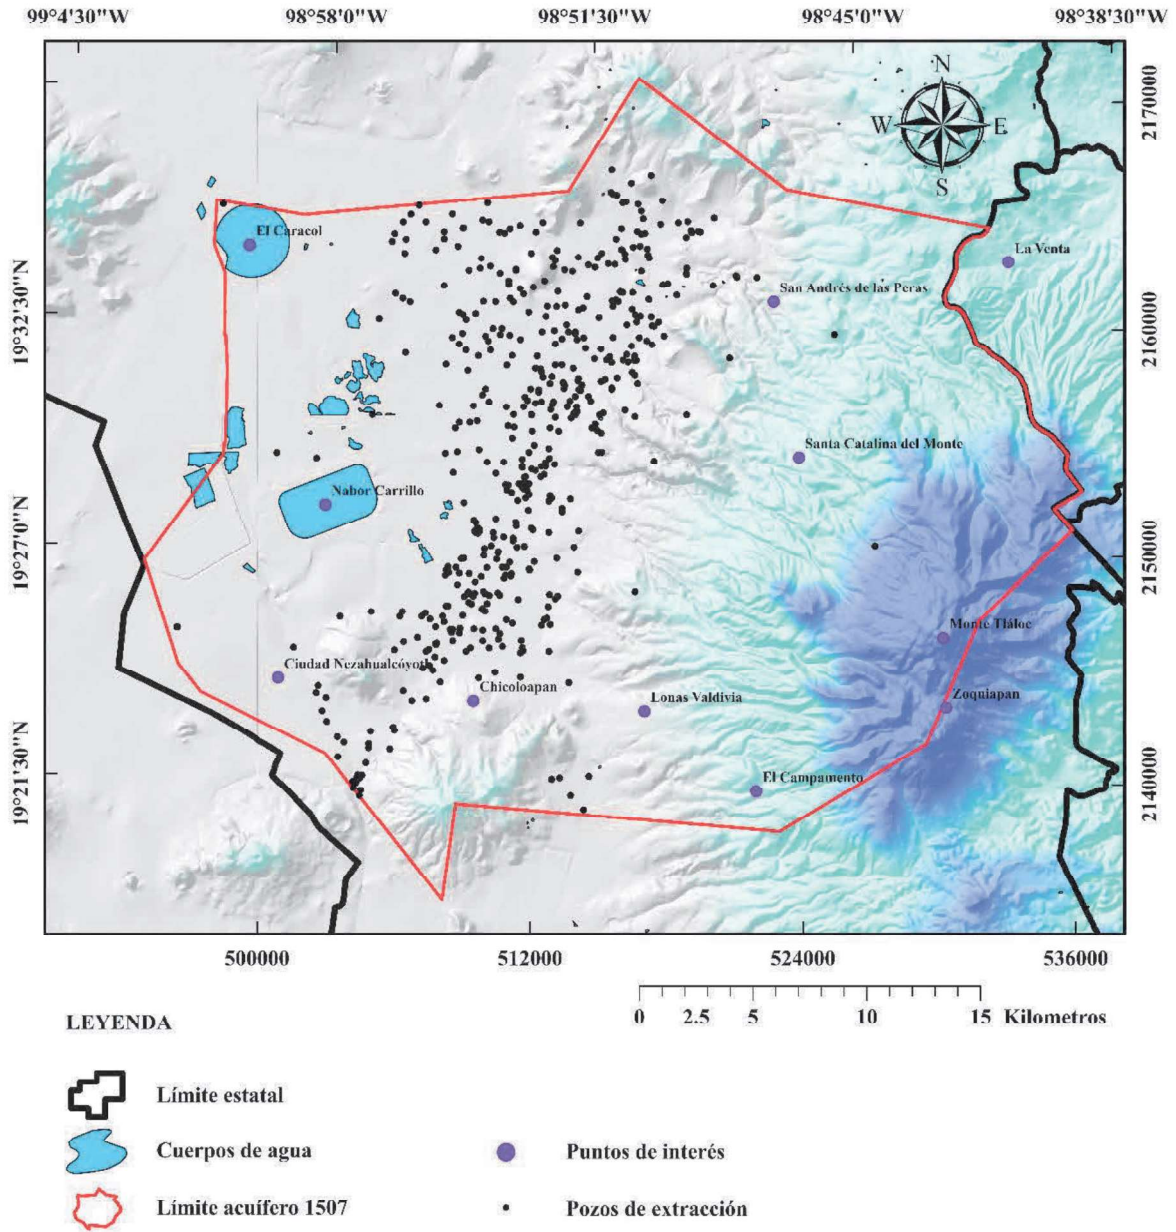 99°4'30"W 98°58'0"W 98°51'30"W 98°45'0"W 98°38'30"W
N
W E
S
2170000
El Caracol
La Venta
San Andrés de las Peras
19°32'30"N
2160000
Santa Catalina del Monte
Nabor Carrillo
19°27'0"N
2150000
Monte Tláloc
Ciudad Nezahualcóyotl
Chicoloapan
Lomas Valdivia
Zoquiapan
19°21'30"N
El Campamento
2140000
500000 512000 524000 536000
0 2.5 5 10 15 Kilometros
LEYENDA
Límite estatal
Cuerpos de agua
Puntos de interés
Límite acuífero 1507
Pozos de extracción